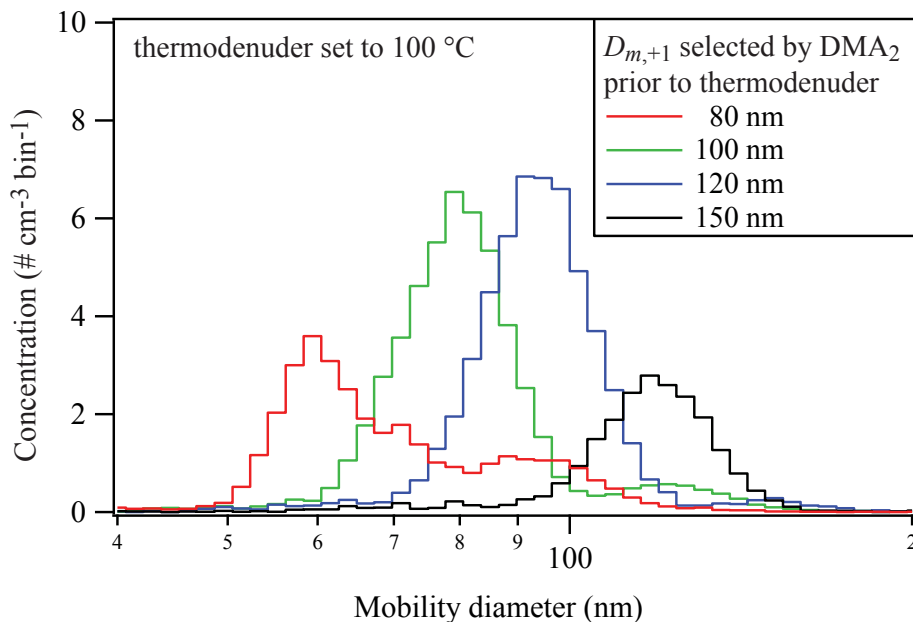 10
8
6
4
2
0
Concentration (# cm⁻³ bin⁻¹)
thermodenuder set to 100 °C
Dₘ,₊₁ selected by DMA₂
prior to thermodenuder
80 nm
100 nm
120 nm
150 nm
4 5 6 7 8 9 100 2
Mobility diameter (nm)